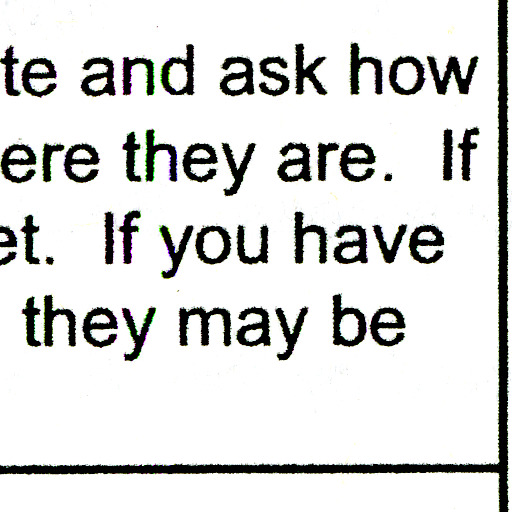 te and ask how
ere they are.  If
et.  If you have
they may be